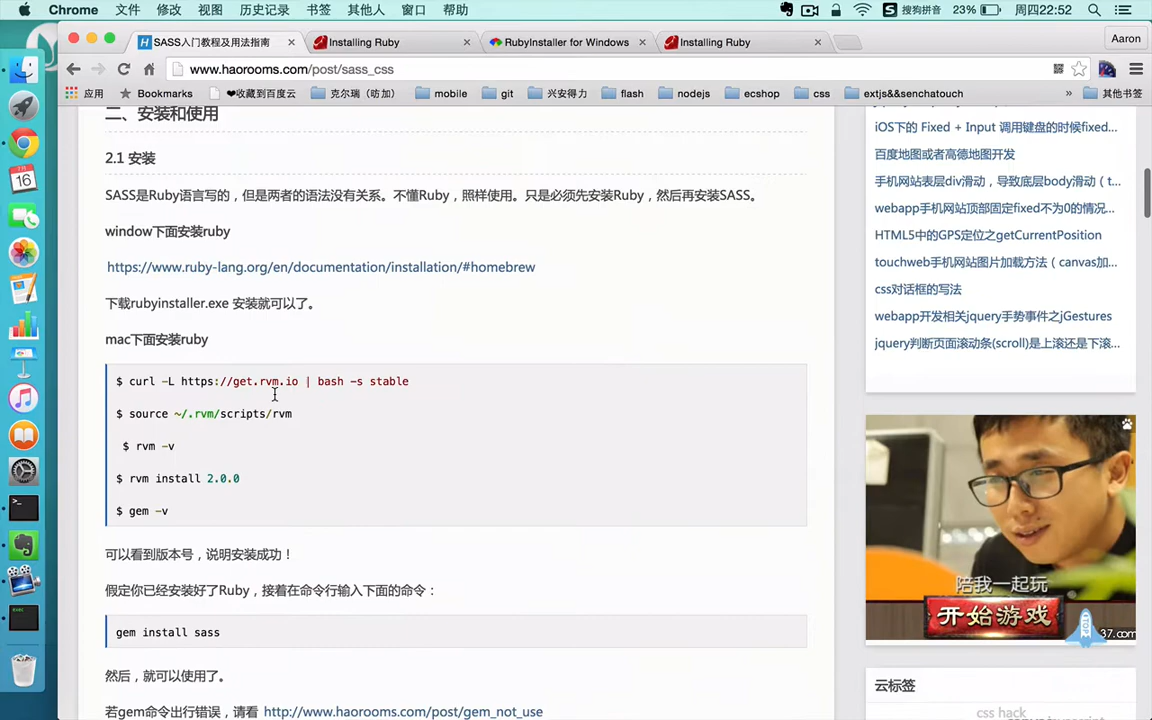 Chrome 文件 修改 视图 历史记录 书签 其他人 窗口 帮助 搜狗拼音 23% 周四22:52
SASS入门教程及用法指南 Installing Ruby RubyInstaller for Windows Installing Ruby Aaron
www.haorooms.com/post/sass_css
应用 Bookmarks ❤收藏到百度云 克尔瑞（昉加） mobile git 兴安得力 flash nodejs ecshop css extjs&&senchatouch » 其他书签
二、安装和使用
2.1 安装
SASS是Ruby语言写的，但是两者的语法没有关系。不懂Ruby，照样使用。只是必须先安装Ruby，然后再安装SASS。
window下面安装ruby
https://www.ruby-lang.org/en/documentation/installation/#homebrew
下载rubyinstaller.exe 安装就可以了。
mac下面安装ruby
$ curl -L https://get.rvm.io | bash -s stable
$ source ~/.rvm/scripts/rvm
$ rvm -v
$ rvm install 2.0.0
$ gem -v
可以看到版本号，说明安装成功！
假定你已经安装好了Ruby，接着在命令行输入下面的命令：
gem install sass
然后，就可以使用了。
若gem命令出行错误，请看 http://www.haorooms.com/post/gem_not_use
iOS下的 Fixed + Input 调用键盘的时候fixed...
百度地图或者高德地图开发
手机网站表层div滑动，导致底层body滑动（t...
webapp手机网站顶部固定fixed不为0的情况...
HTML5中的GPS定位之getCurrentPosition
touchweb手机网站图片加载方法（canvas加...
css对话框的写法
webapp开发相关jquery手势事件之jGestures
jquery判断页面滚动条(scroll)是上滚还是下滚...
陪我一起玩
开始游戏
37.com
云标签
css hack
7月
16
TOP